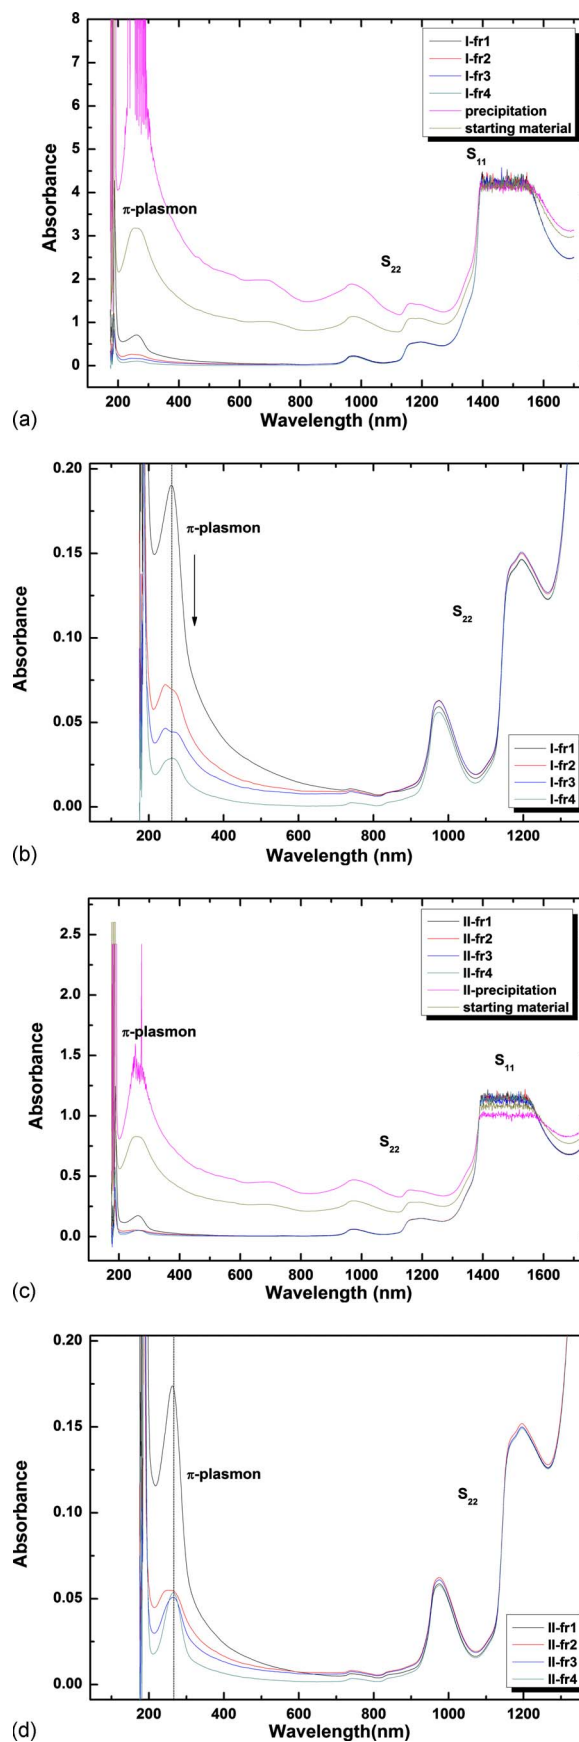 8
7
6
5
4
3
2
1
0
Absorbance
I-fr1
I-fr2
I-fr3
I-fr4
precipitation
starting material
S11
π-plasmon
S22
200 400 600 800 1000 1200 1400 1600
Wavelength (nm)
(a)
0.20
0.15
0.10
0.05
0.00
Absorbance
π-plasmon
S22
I-fr1
I-fr2
I-fr3
I-fr4
200 400 600 800 1000 1200
Wavelength (nm)
(b)
2.5
2.0
1.5
1.0
0.5
0.0
Absorbance
II-fr1
II-fr2
II-fr3
II-fr4
II-precipitation
starting material
π-plasmon
S11
S22
200 400 600 800 1000 1200 1400 1600
Wavelength (nm)
(c)
0.20
0.15
0.10
0.05
0.00
Absorbance
π-plasmon
S22
II-fr1
II-fr2
II-fr3
II-fr4
200 400 600 800 1000 1200
Wavelength (nm)
(d)